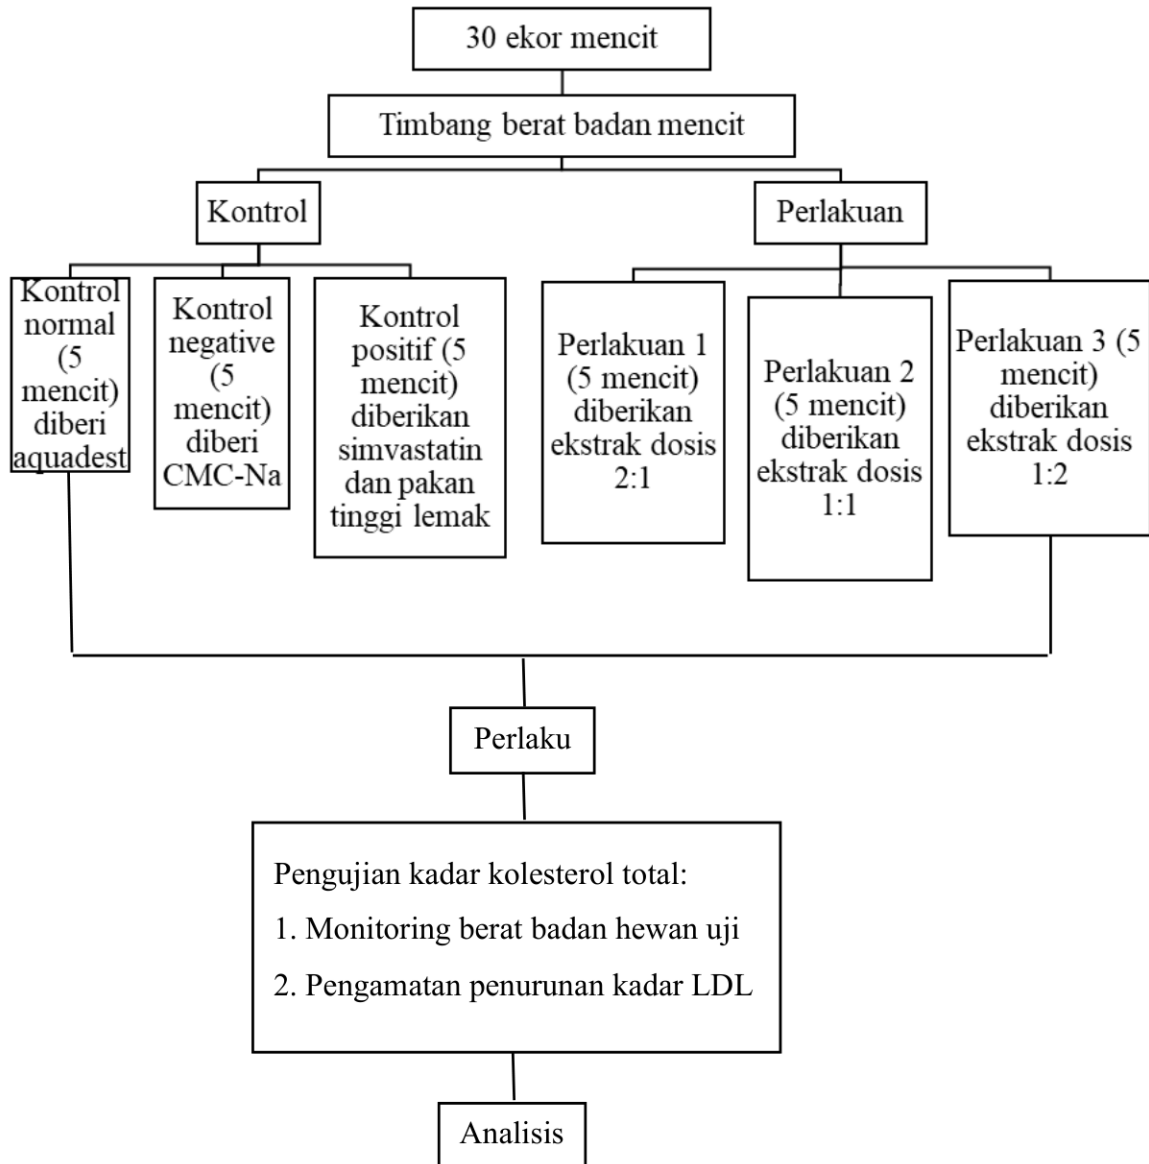 30 ekor mencit
Timbang berat badan mencit
Kontrol
Perlakuan
Kontrol
normal
(5
mencit)
diberi
aquadest
Kontrol
negative
(5
mencit)
diberi
CMC-Na
Kontrol
positif (5
mencit)
diberikan
simvastatin
dan pakan
tinggi lemak
Perlakuan 1
(5 mencit)
diberikan
ekstrak dosis
2:1
Perlakuan 2
(5 mencit)
diberikan
ekstrak dosis
1:1
Perlakuan 3 (5
mencit)
diberikan
ekstrak dosis
1:2
Perlaku
Pengujian kadar kolesterol total:
1. Monitoring berat badan hewan uji
2. Pengamatan penurunan kadar LDL
Analisis